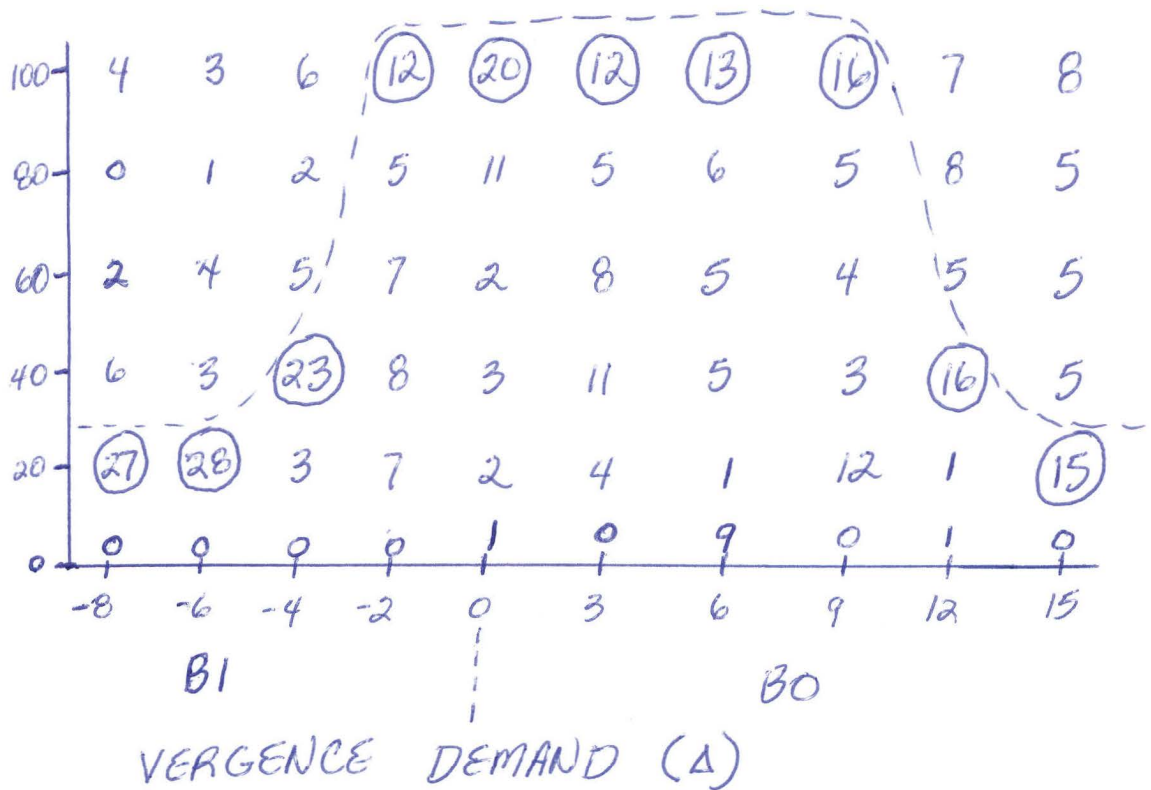 100 4 3 6 12 20 12 13 16 7 8
80 0 1 2 5 11 5 6 5 8 5
60 2 4 5 7 2 8 5 4 5 5
40 6 3 23 8 3 11 5 3 16 5
20 27 28 3 7 2 4 1 12 1 15
0 0 0 0 0 1 0 9 0 1 0
-8 -6 -4 -2 0 3 6 9 12 15
BI BO
VERGENCE DEMAND (Δ)